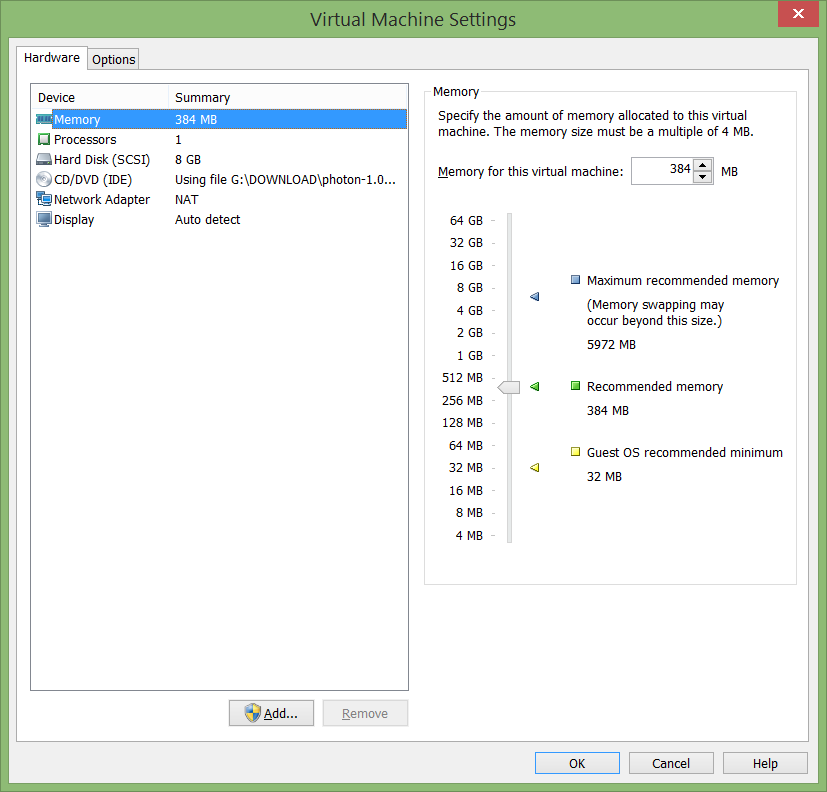 Virtual Machine Settings
Hardware
Options
Device Summary
Memory 384 MB
Processors 1
Hard Disk (SCSI) 8 GB
CD/DVD (IDE) Using file G:\DOWNLOAD\photon-1.0...
Network Adapter NAT
Display Auto detect
Add...
Remove
Memory
Specify the amount of memory allocated to this virtual
machine. The memory size must be a multiple of 4 MB.
Memory for this virtual machine: 384 MB
64 GB
32 GB
16 GB
8 GB
4 GB
2 GB
1 GB
512 MB
256 MB
128 MB
64 MB
32 MB
16 MB
8 MB
4 MB
Maximum recommended memory
(Memory swapping may
occur beyond this size.)
5972 MB
Recommended memory
384 MB
Guest OS recommended minimum
32 MB
OK
Cancel
Help